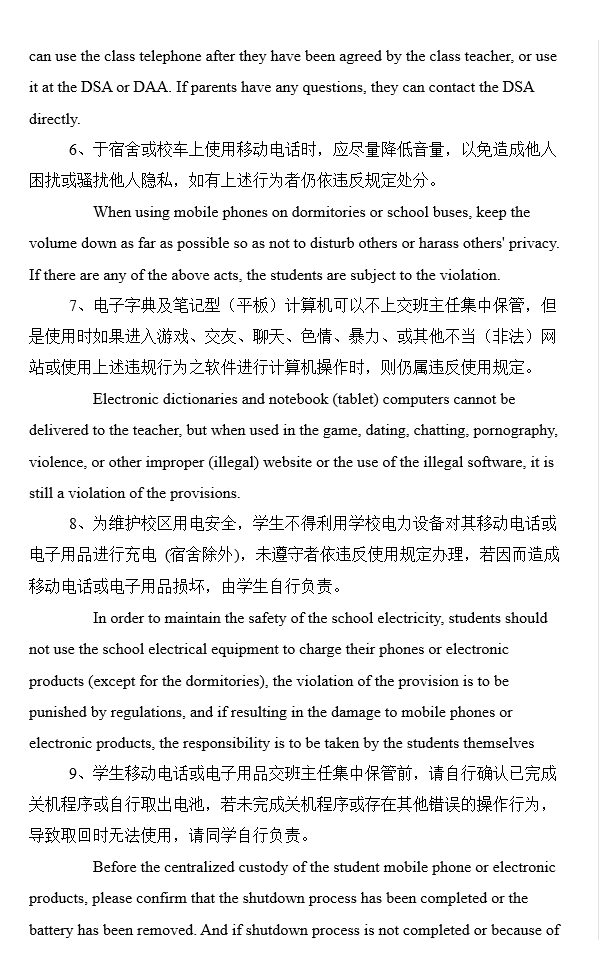 can use the class telephone after they have been agreed by the class teacher, or use
it at the DSA or DAA. If parents have any questions, they can contact the DSA
directly.
6、于宿舍或校车上使用移动电话时，应尽量降低音量，以免造成他人
困扰或骚扰他人隐私，如有上述行为者仍依违反规定处分。
When using mobile phones on dormitories or school buses, keep the
volume down as far as possible so as not to disturb others or harass others' privacy.
If there are any of the above acts, the students are subject to the violation.
7、电子字典及笔记型（平板）计算机可以不上交班主任集中保管，但
是使用时如果进入游戏、交友、聊天、色情、暴力、或其他不当（非法）网
站或使用上述违规行为之软件进行计算机操作时，则仍属违反使用规定。
Electronic dictionaries and notebook (tablet) computers cannot be
delivered to the teacher, but when used in the game, dating, chatting, pornography,
violence, or other improper (illegal) website or the use of the illegal software, it is
still a violation of the provisions.
8、为维护校区用电安全，学生不得利用学校电力设备对其移动电话或
电子用品进行充电 (宿舍除外)，未遵守者依违反使用规定办理，若因而造成
移动电话或电子用品损坏，由学生自行负责。
In order to maintain the safety of the school electricity, students should
not use the school electrical equipment to charge their phones or electronic
products (except for the dormitories), the violation of the provision is to be
punished by regulations, and if resulting in the damage to mobile phones or
electronic products, the responsibility is to be taken by the students themselves
9、学生移动电话或电子用品交班主任集中保管前，请自行确认已完成
关机程序或自行取出电池，若未完成关机程序或存在其他错误的操作行为，
导致取回时无法使用，请同学自行负责。
Before the centralized custody of the student mobile phone or electronic
products, please confirm that the shutdown process has been completed or the
battery has been removed. And if shutdown process is not completed or because of